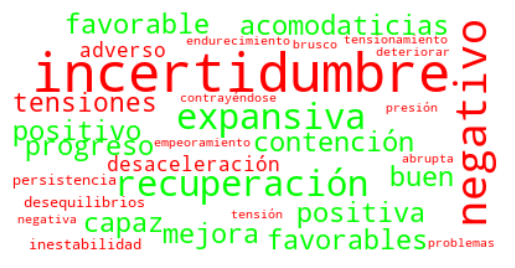 favorable acomodaticias
adverso endurecimiento brusco tensionamiento
deteriorar
incertidumbre
negativo
tensiones contrayéndose
expansiva presión
positivo
progreso empeoramiento contención
desaceleración abrupta
persistencia recuperación buen
desequilibrios
negativa capaz tensión positiva
inestabilidad mejora favorables problemas